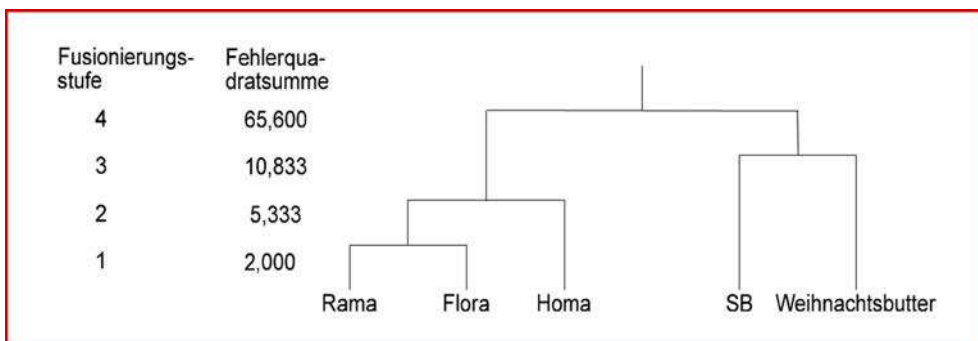 Fusionierungs- Fehlerqua-
stufe dratsumme
4 65,600
3 10,833
2 5,333
1 2,000
Rama Flora Homa SB Weihnachtsbutter